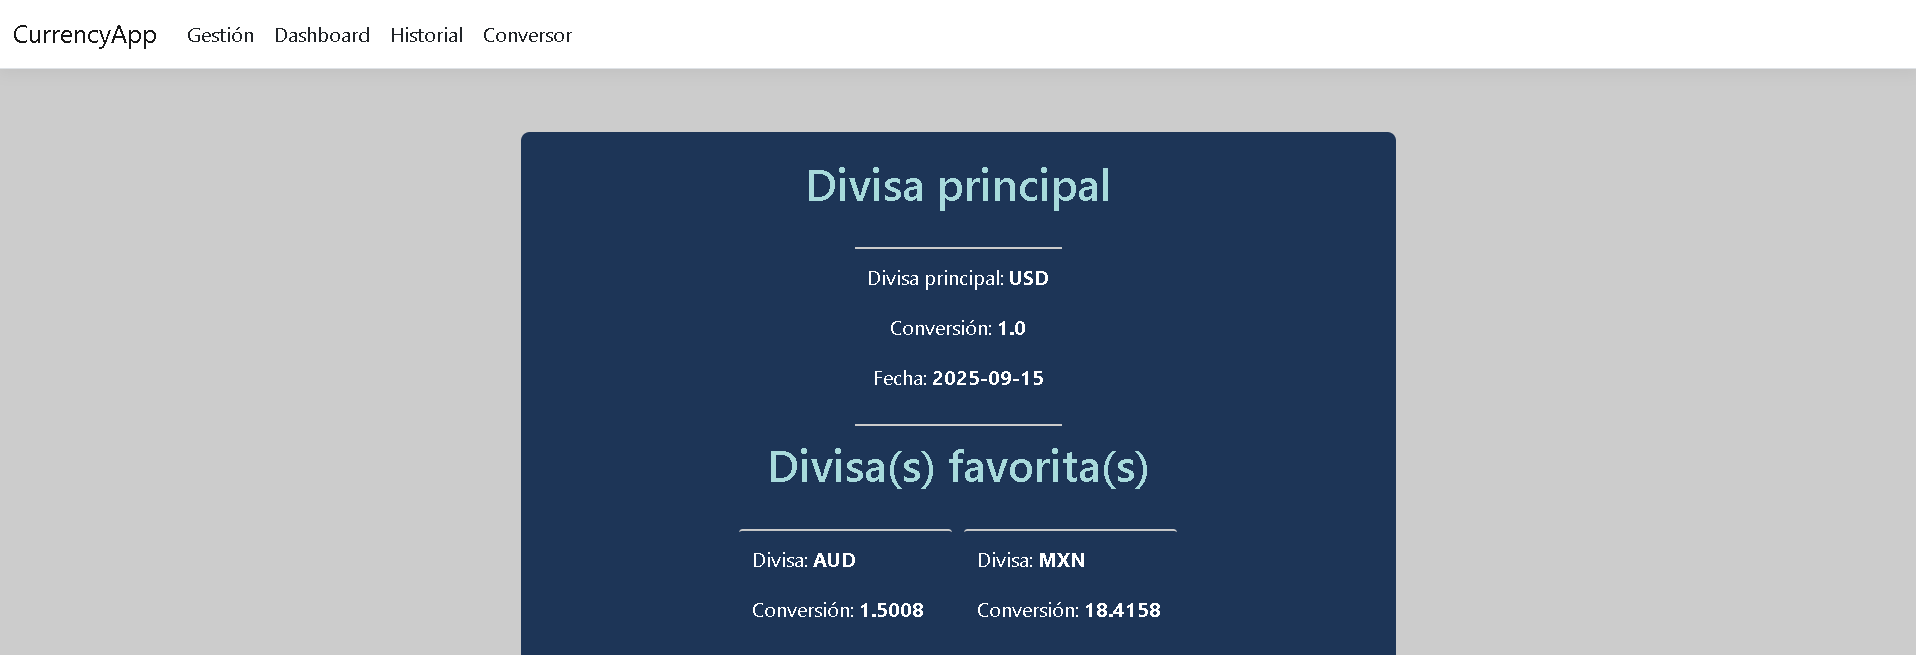 CurrencyApp Gestión Dashboard Historial Conversor
Divisa principal
Divisa principal: USD
Conversión: 1.0
Fecha: 2025-09-15
Divisa(s) favorita(s)
Divisa: AUD
Conversión: 1.5008
Divisa: MXN
Conversión: 18.4158